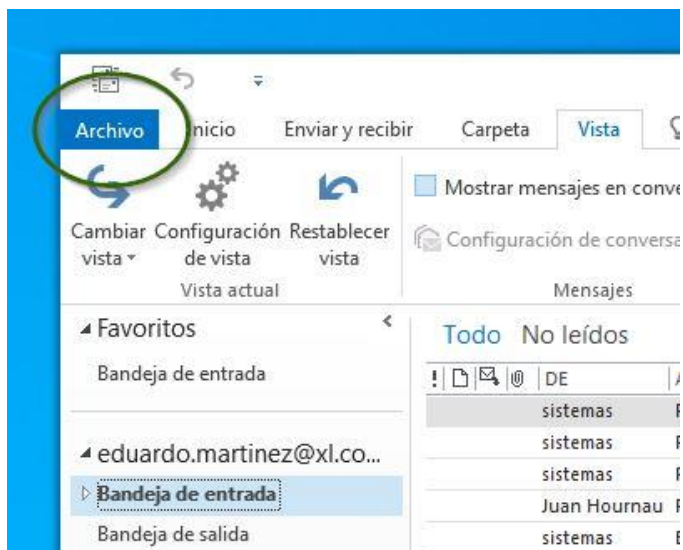 Archivo Inicio Enviar y recibir Carpeta Vista
Mostrar mensajes en
Cambiar vista
Configuración de vista
Restablecer vista
Configuración de
Vista actual
Mensajes
Favoritos
Bandeja de entrada
eduardo.martinez@xl.co...
Bandeja de entrada
Bandeja de salida
Todo No leídos
! DE
sistemas
sistemas
sistemas
Juan Hournau
sistemas